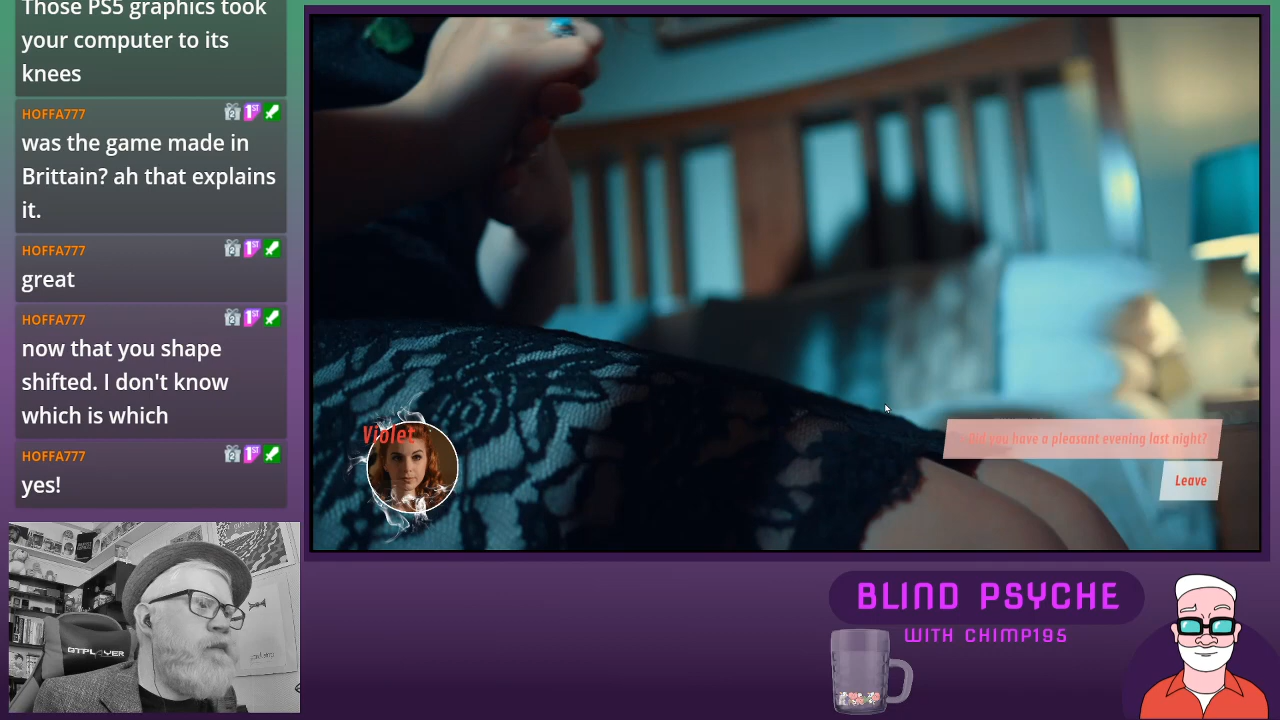 Those PS5 graphics took
your computer to its
knees
HOFFA777
was the game made in
Brittain? ah that explains
it.
HOFFA777
great
HOFFA777
now that you shape
shifted. I don't know
which is which
HOFFA777
yes!
Violet
Did you have a pleasant evening last night?
Leave
GTPLAYER
BLIND PSYCHE
WITH CHIMP195